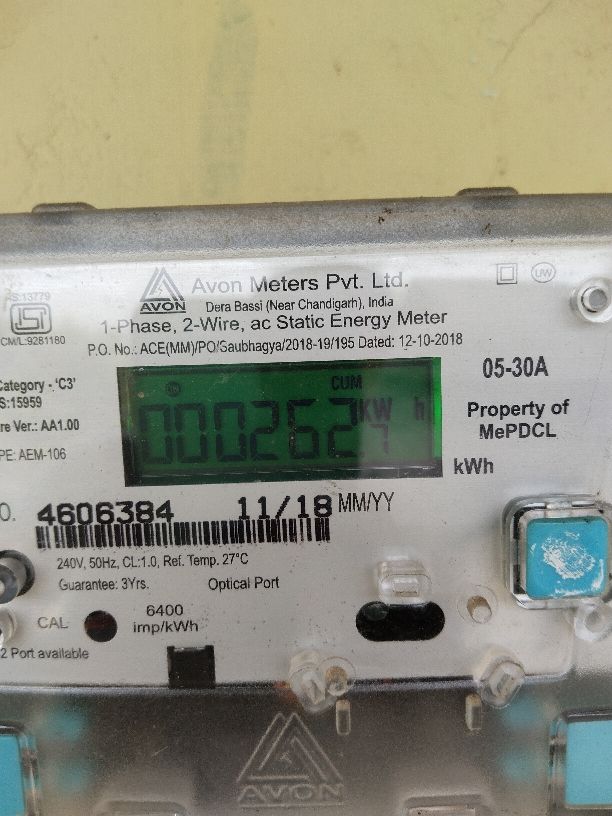 AVON
Avon Meters Pvt. Ltd.
Dera Bassi (Near Chandigarh), India
1-Phase, 2-Wire, ac Static Energy Meter
P.O. No.: ACE(MM)/PO/Saubhagya/2018-19/195 Dated: 12-10-2018
UW
S:13779
CM/L:9281180
Category - 'C3'
S:15959
re Ver.: AA1.00
PE: AEM-106
CUM
000262.7
KW h
kWh
05-30A
Property of
MePDCL
O. 4606384 11/18 MM/YY
240V, 50Hz, CL:1.0, Ref. Temp. 27°C
Guarantee: 3Yrs. Optical Port
CAL
6400
imp/kWh
2 Port available
AVON